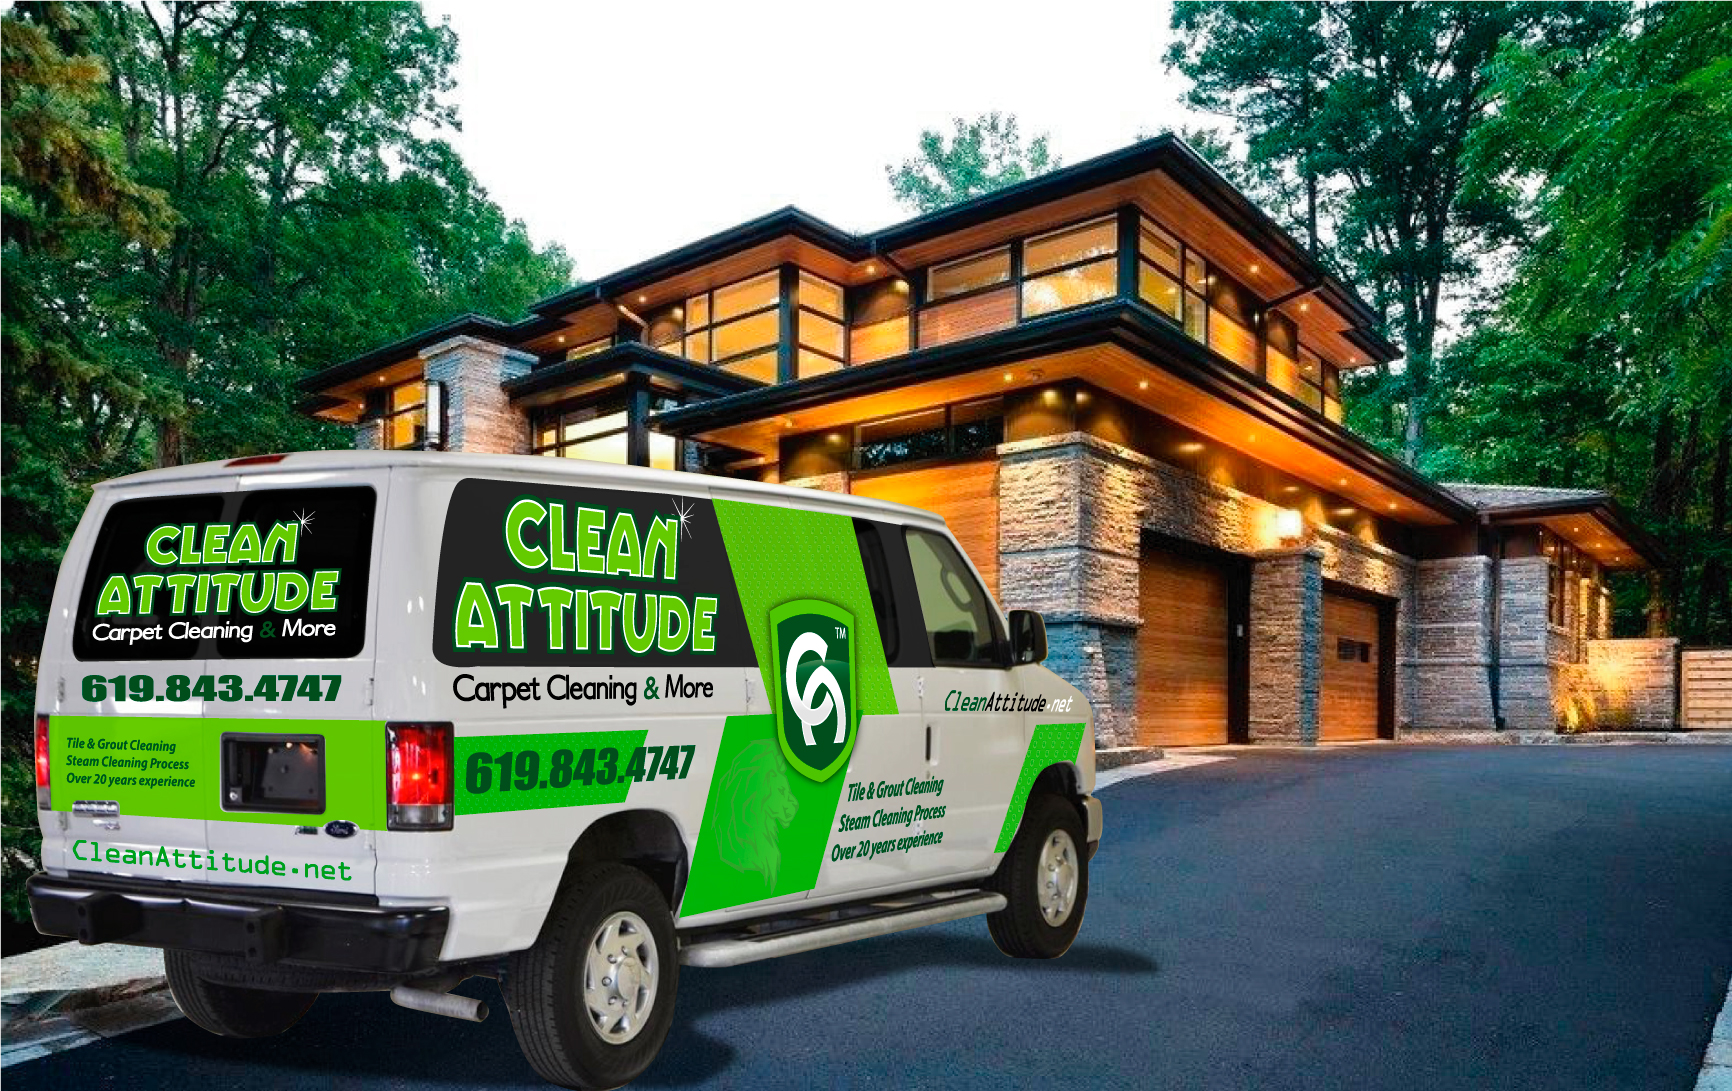 CLEAN
ATTITUDE
Carpet Cleaning & More
619.843.4747
Tile & Grout Cleaning
Steam Cleaning Process
Over 20 years experience
Ford
CleanAttitude.net
CLEAN
ATTITUDE
Carpet Cleaning & More
619.843.4747
CA
TM
Tile & Grout Cleaning
Steam Cleaning Process
Over 20 years experience
CleanAttitude.net